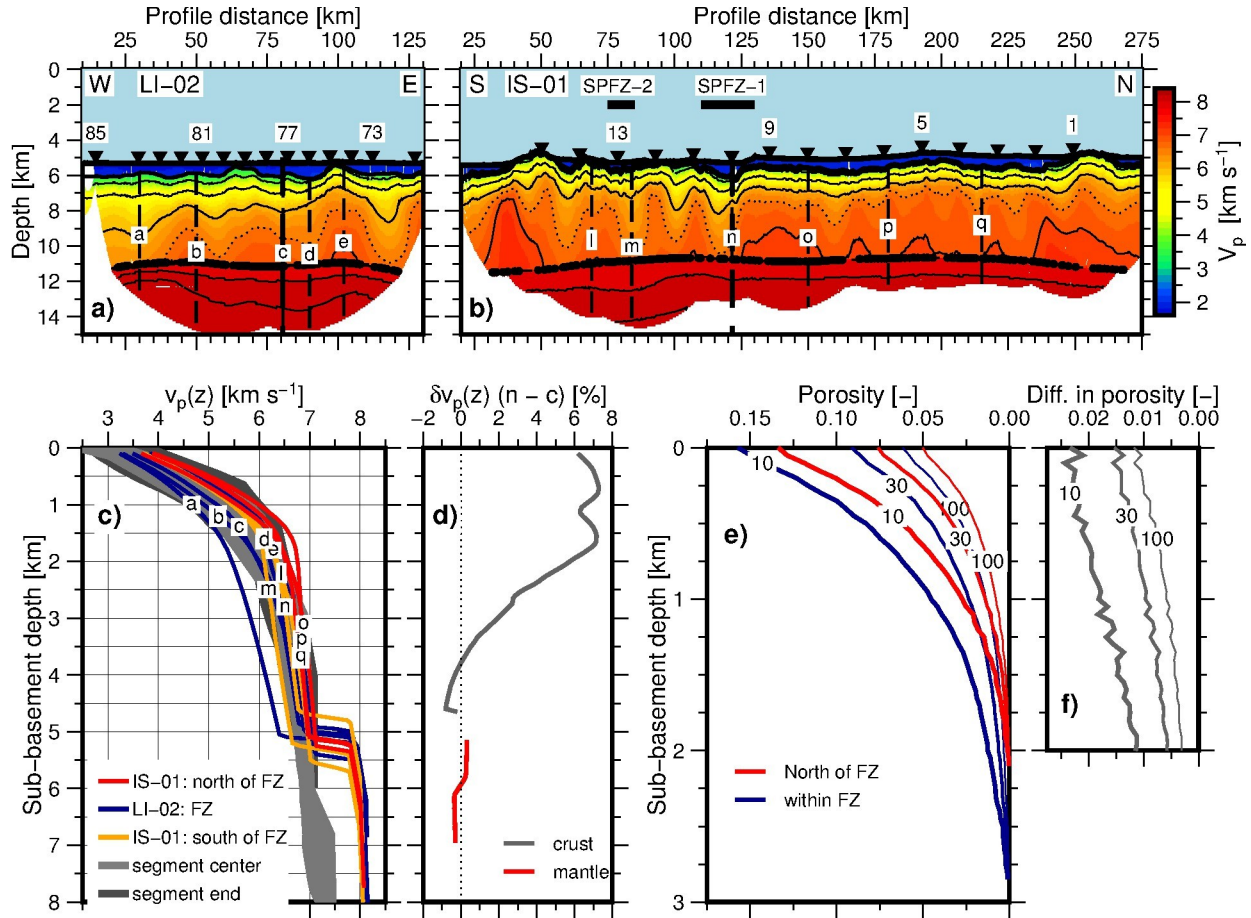 Profile distance [km]
25 50 75 100 125
Profile distance [km]
25 50 75 100 125 150 175 200 225 250 275
Depth [km]
0
2
4
6
8
10
12
14
W LI−02 E
85 81 77 73
a b c d e
a)
S IS−01 SPFZ−2 SPFZ−1 N
13 9 5 1
l m n o p q
b)
8
7
6
5
4
3
2
Vp [km s−1]
vp(z) [km s−1]
3 4 5 6 7 8
Sub−basement depth [km]
0
1
2
3
4
5
6
7
8
c)
a b c d e l m n o p q
IS−01: north of FZ
LI−02: FZ
IS−01: south of FZ
segment center
segment end
δvp(z) (n − c) [%]
−2 0 2 4 6 8
d)
crust
mantle
Porosity [−]
0.15 0.10 0.05 0.00
Sub−basement depth [km]
0
1
2
3
e)
10 30 100
10 30 100
North of FZ
within FZ
Diff. in porosity [−]
0.02 0.01 0.00
10 30 100
f)